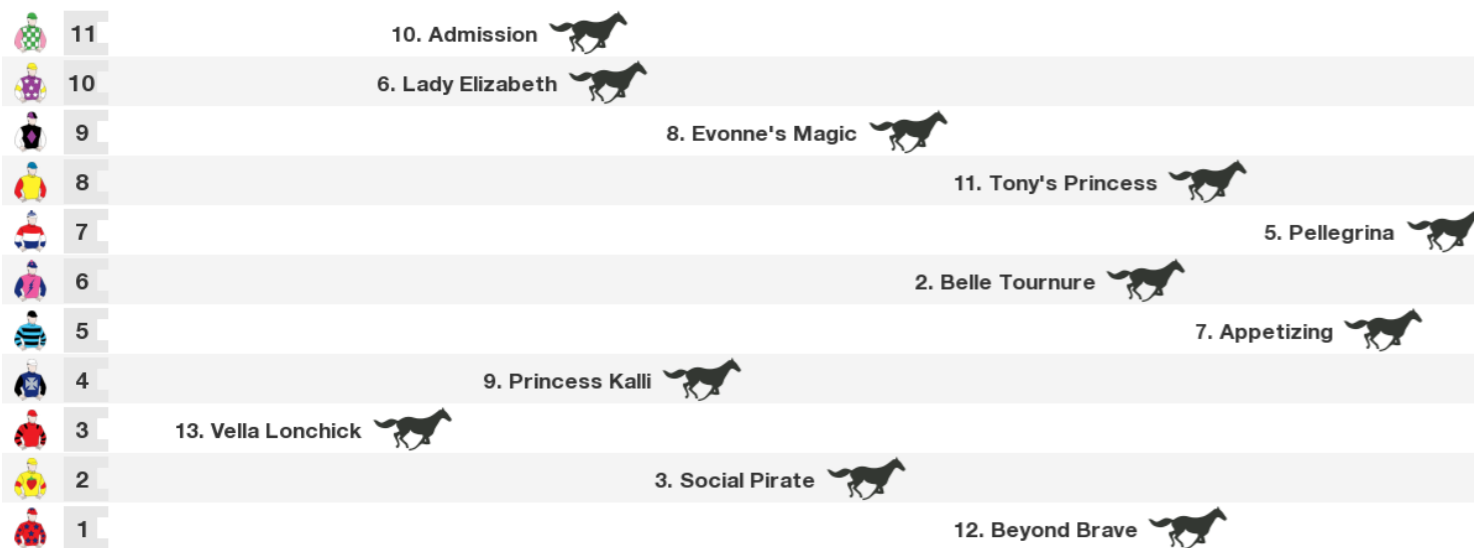 11 10. Admission
10 6. Lady Elizabeth
9 8. Evonne's Magic
8 11. Tony's Princess
7 5. Pellegrina
6 2. Belle Tournure
5 7. Appetizing
4 9. Princess Kalli
3 13. Vella Lonchick
2 3. Social Pirate
1 12. Beyond Brave